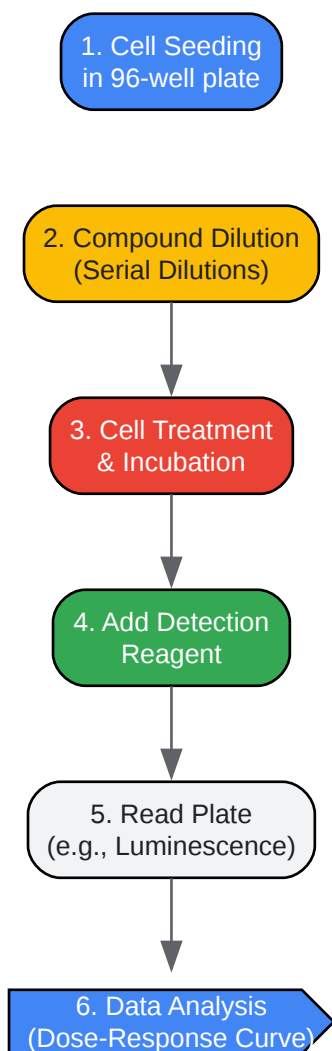 1. Cell Seeding
in 96-well plate
2. Compound Dilution
(Serial Dilutions)
3. Cell Treatment
& Incubation
4. Add Detection
Reagent
5. Read Plate
(e.g., Luminescence)
6. Data Analysis
(Dose-Response Curve)